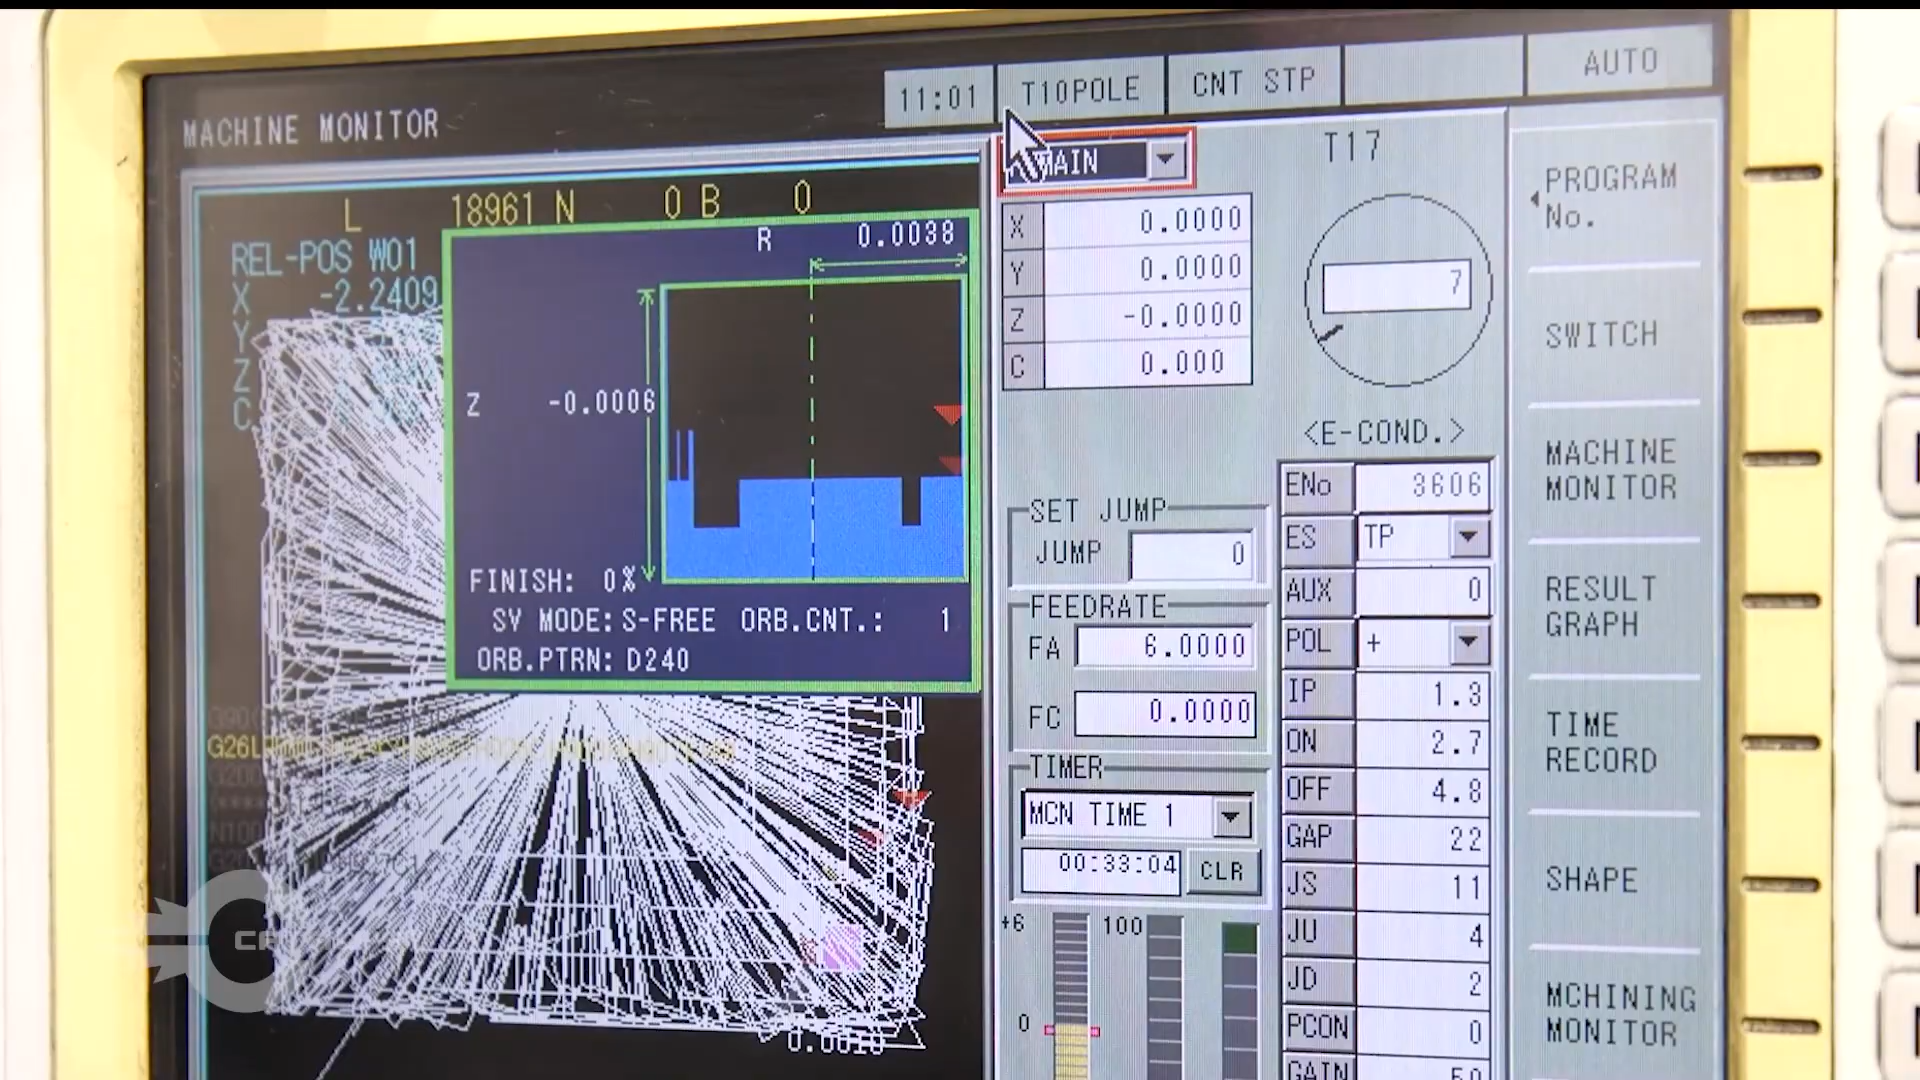 11:01 T10POLE CNT STP AUTO
MACHINE MONITOR
MAIN
T17
L 18961 N 0 B 0
REL-POS W01
X -2.2409
Y
Z
C
R 0.0038
Z -0.0006
FINISH: 0%
SV MODE: S-FREE ORB.CNT.: 1
ORB.PTRN: D240
0.0010
X 0.0000
Y 0.0000
Z -0.0000
C 0.000
7
SET JUMP
JUMP 0
FEEDRATE
FA 6.0000
FC 0.0000
TIMER
MCN TIME 1
00:33:04 CLR
+6 100
0
<E-COND.>
ENo 3606
ES TP
AUX 0
POL +
IP 1.3
ON 2.7
OFF 4.8
GAP 22
JS 11
JU 4
JD 2
PCON 0
GAIN 50
PROGRAM
No.
SWITCH
MACHINE
MONITOR
RESULT
GRAPH
TIME
RECORD
SHAPE
MCHINING
MONITOR